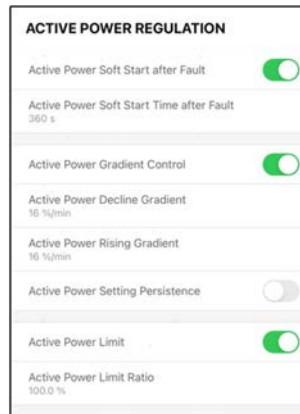 ACTIVE POWER REGULATION
Active Power Soft Start after Fault
Active Power Soft Start Time after Fault
360 s
Active Power Gradient Control
Active Power Decline Gradient
16 %/min
Active Power Rising Gradient
16 %/min
Active Power Setting Persistence
Active Power Limit
Active Power Limit Ratio
100.0 %